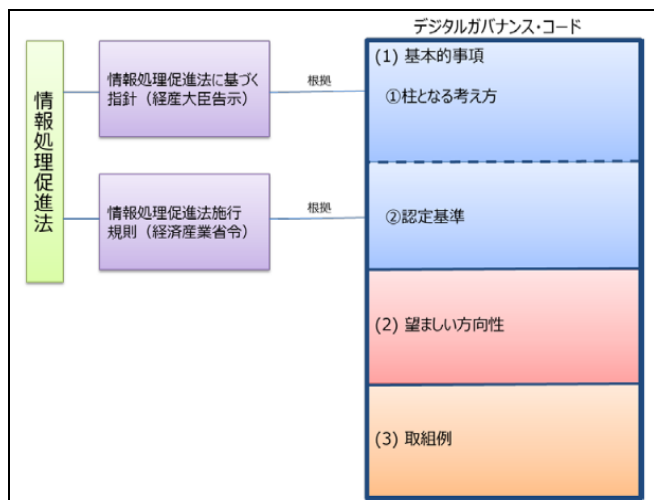 デジタルガバナンス・コード
情報処理促進法
情報処理促進法に基づく
指針（経産大臣告示）
根拠
(1) 基本的事項
①柱となる考え方
情報処理促進法施行
規則（経済産業省令）
根拠
②認定基準
(2) 望ましい方向性
(3) 取組例